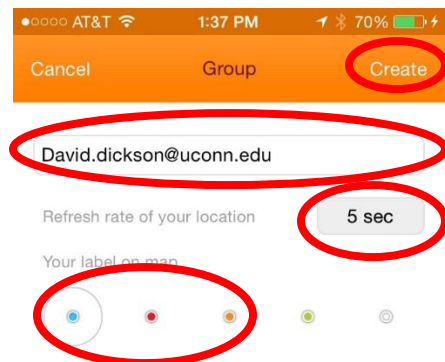 AT&T 1:37 PM 70%
Cancel Group Create
David.dickson@uconn.edu
Refresh rate of your location 5 sec
Your label on map